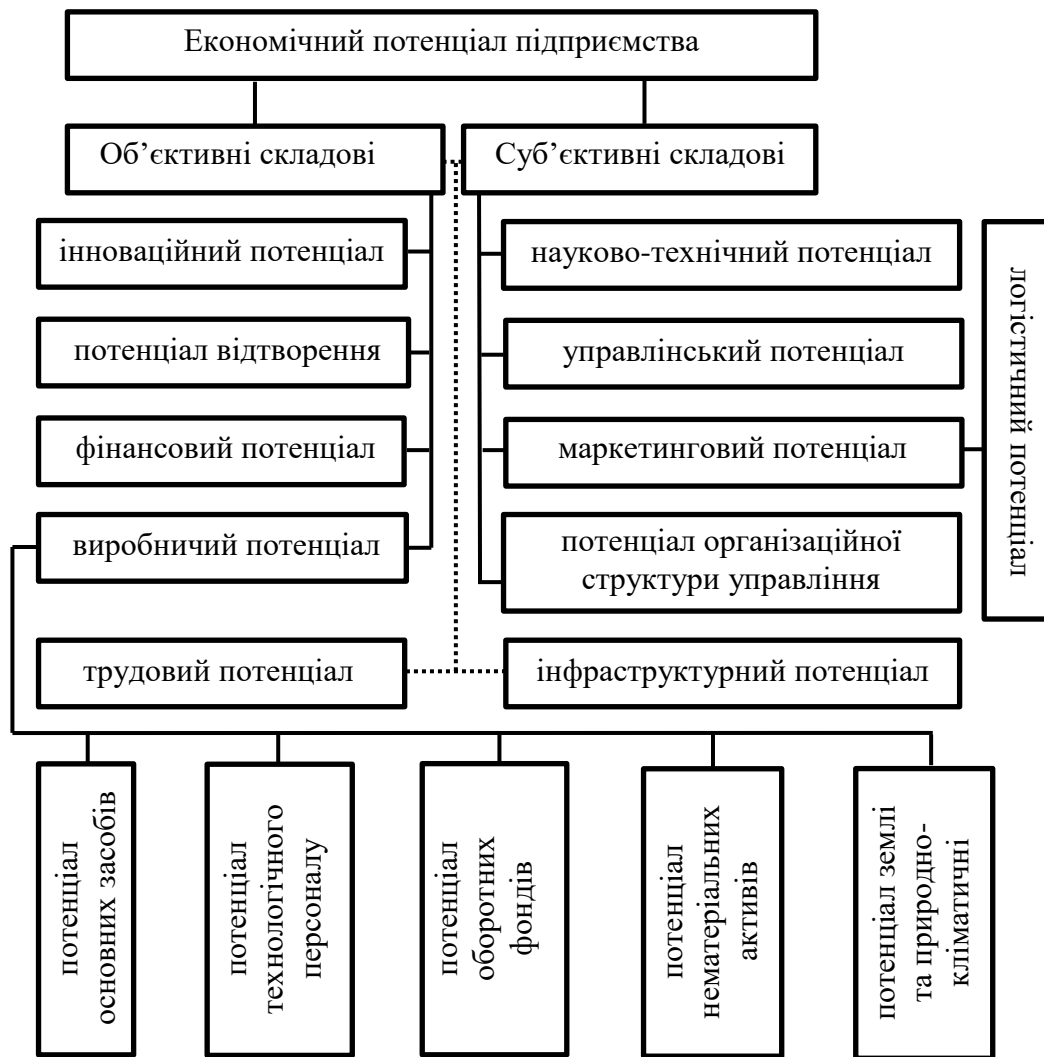 Економічний потенціал підприємства
Об’єктивні складові
Суб’єктивні складові
інноваційний потенціал
науково-технічний потенціал
логістичний потенціал
потенціал відтворення
управлінський потенціал
фінансовий потенціал
маркетинговий потенціал
виробничий потенціал
потенціал організаційної
структури управління
трудовий потенціал
інфраструктурний потенціал
потенціал
основних засобів
потенціал
технологічного
персоналу
потенціал
оборотних
фондів
потенціал
нематеріальних
активів
потенціал землі
та природно-
кліматичні